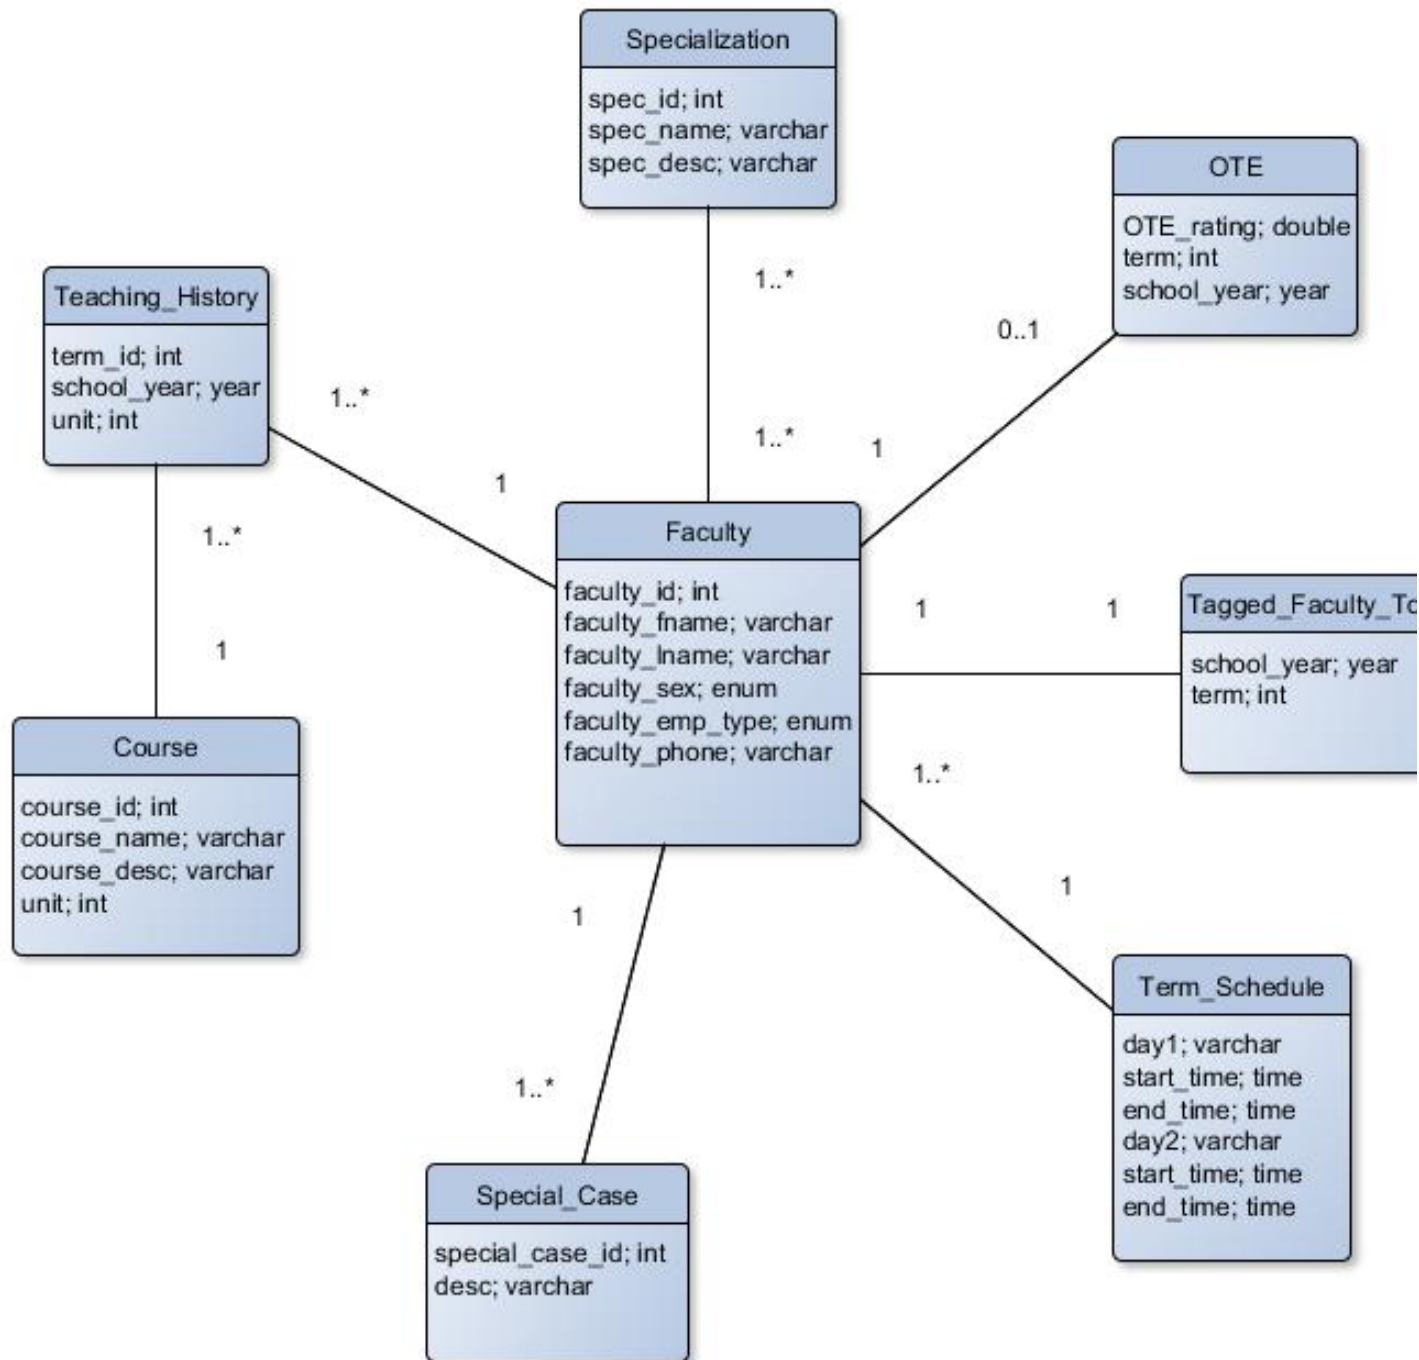 Specialization
spec_id; int
spec_name; varchar
spec_desc; varchar
1..*
1..*
OTE
OTE_rating; double
term; int
school_year; year
0..1
1
Teaching_History
term_id; int
school_year; year
unit; int
1..*
1
1..*
1
Faculty
faculty_id; int
faculty_fname; varchar
faculty_lname; varchar
faculty_sex; enum
faculty_emp_type; enum
faculty_phone; varchar
1
1
Tagged_Faculty_To
school_year; year
term; int
Course
course_id; int
course_name; varchar
course_desc; varchar
unit; int
1..*
1
Term_Schedule
day1; varchar
start_time; time
end_time; time
day2; varchar
start_time; time
end_time; time
1
1..*
Special_Case
special_case_id; int
desc; varchar